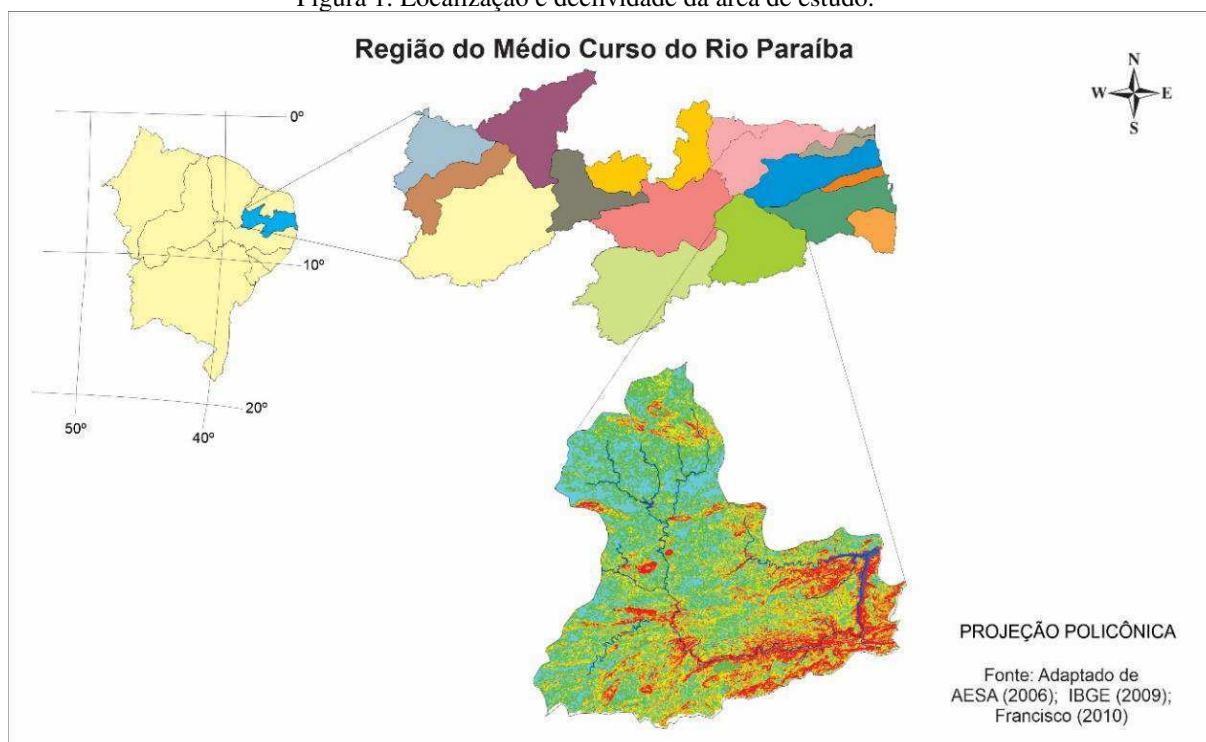 Figura 1. Localização e declividade da área de estudo.
Região do Médio Curso do Rio Paraíba
N
W E
S
0º
10º
20º
50º
40º
PROJEÇÃO POLICÔNICA
Fonte: Adaptado de
AESA (2006); IBGE (2009);
Francisco (2010)